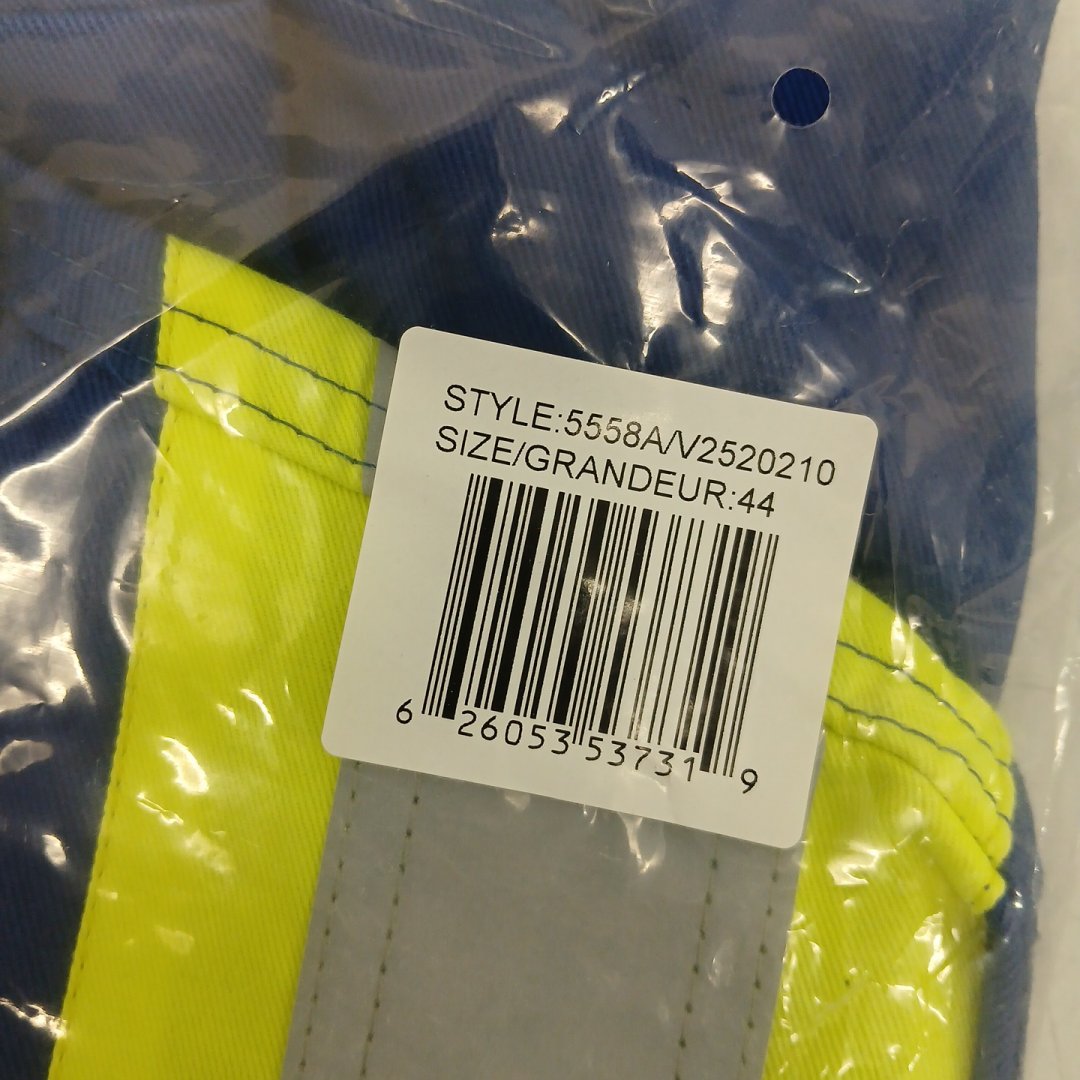 STYLE:5558A/V2520210
SIZE/GRANDEUR:44
6 26053 53731 9